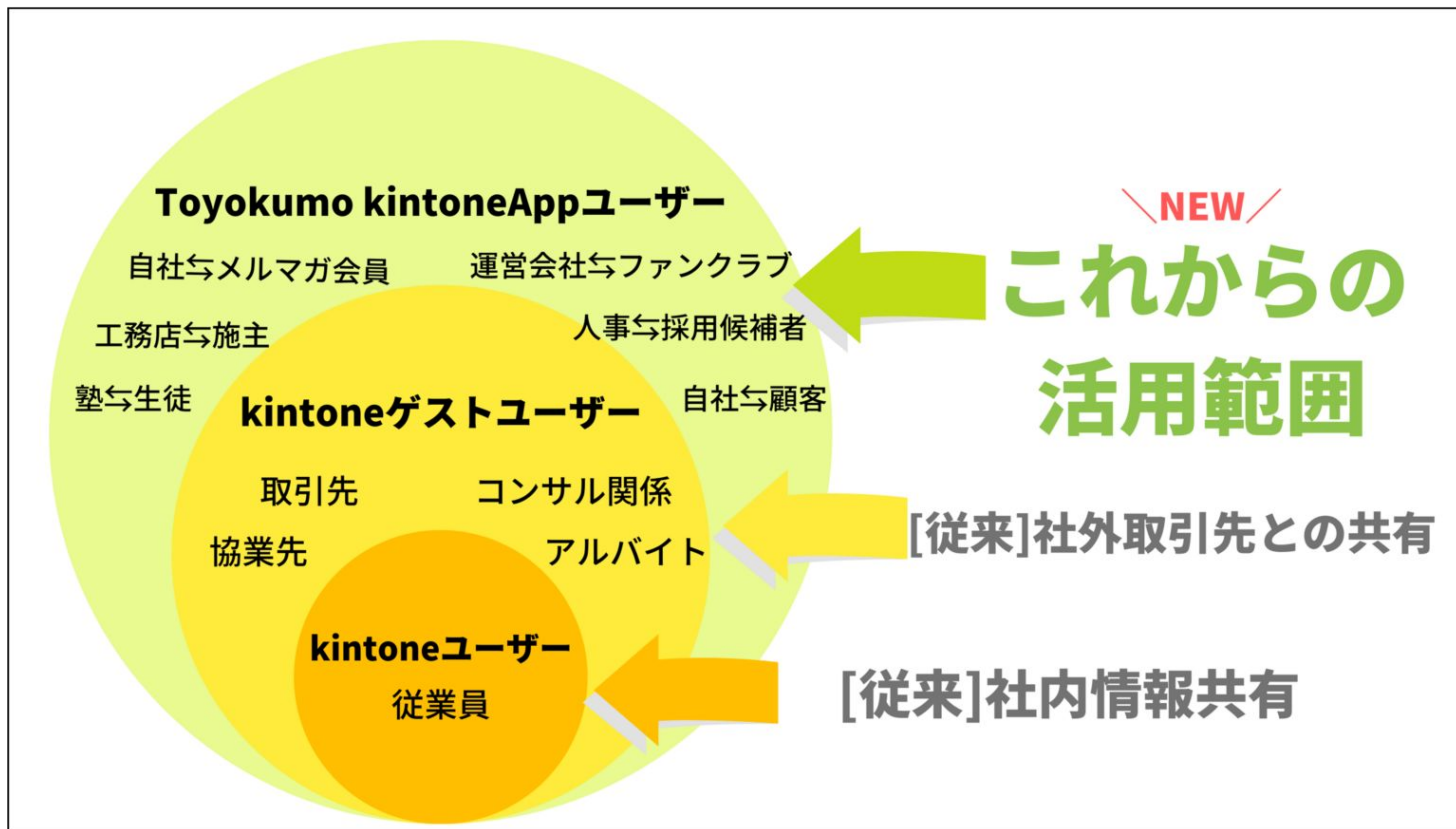 Toyokumo kintoneAppユーザー
自社⇆メルマガ会員
運営会社⇆ファンクラブ
工務店⇆施主
人事⇆採用候補者
塾⇆生徒
自社⇆顧客
kintoneゲストユーザー
取引先
コンサル関係
協業先
アルバイト
kintoneユーザー
従業員
＼NEW／
これからの
活用範囲
[従来]社外取引先との共有
[従来]社内情報共有